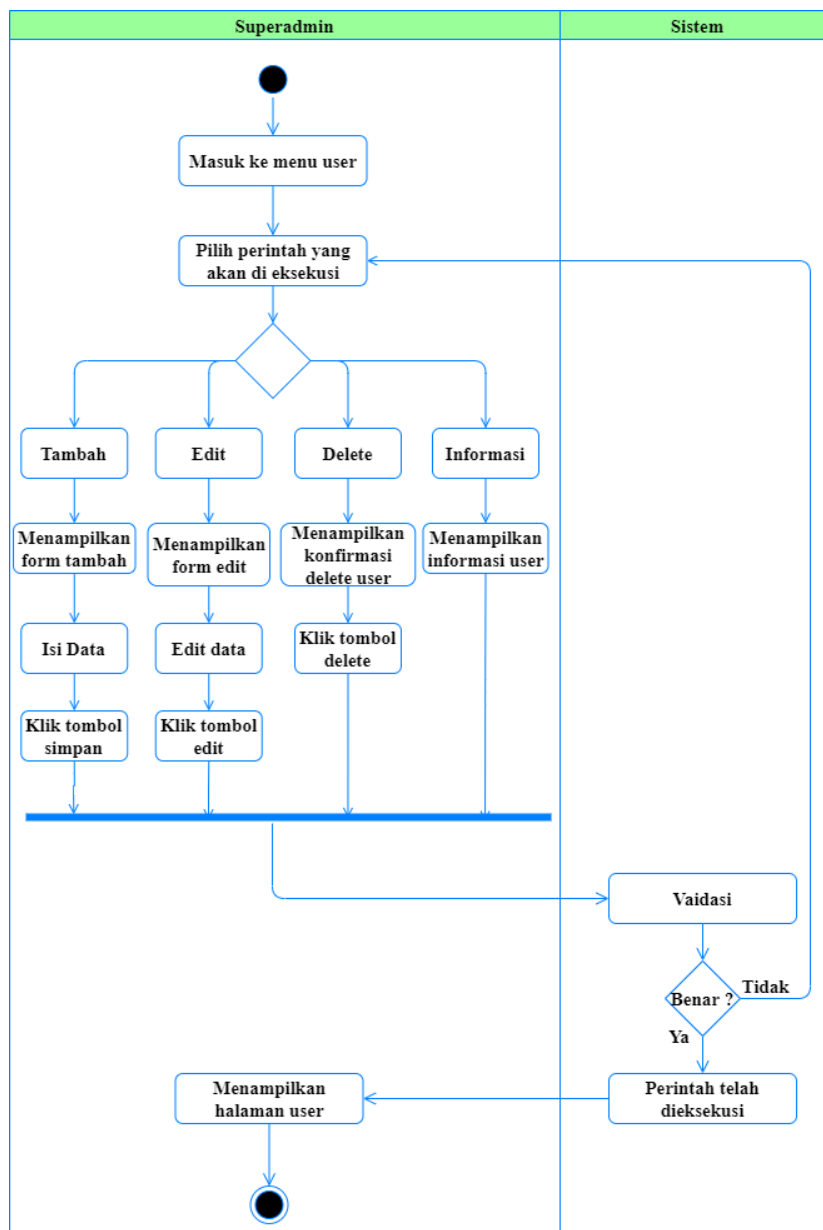 Superadmin
Sistem
Masuk ke menu user
Pilih perintah yang
akan di eksekusi
Tambah
Edit
Delete
Informasi
Menampilkan
form tambah
Menampilkan
form edit
Menampilkan
konfirmasi
delete user
Menampilkan
informasi user
Isi Data
Edit data
Klik tombol
delete
Klik tombol
simpan
Klik tombol
edit
Vaidasi
Benar ?
Tidak
Ya
Perintah telah
dieksekusi
Menampilkan
halaman user